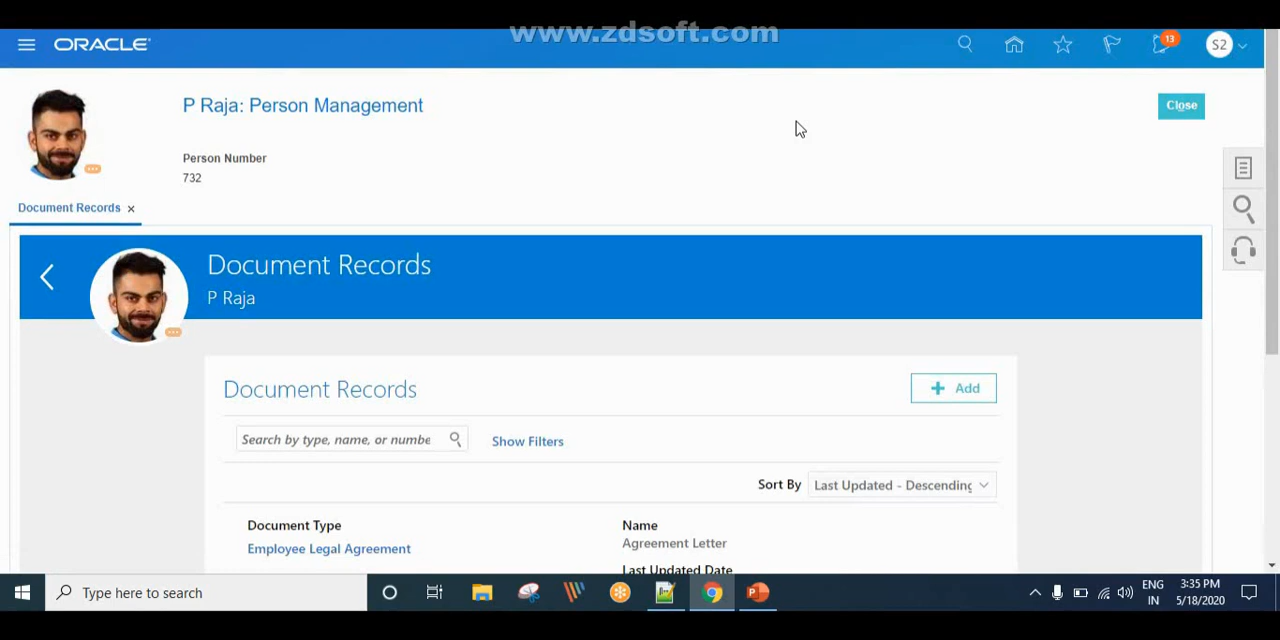 www.zdsoft.com
ORACLE
13
S2
P Raja: Person Management
Close
Person Number
732
Document Records
Document Records
P Raja
Document Records
+ Add
Search by type, name, or numbe
Show Filters
Sort By
Last Updated - Descending
Document Type
Name
Employee Legal Agreement
Agreement Letter
Last Updated Date
Type here to search
ENG
IN
3:35 PM
5/18/2020